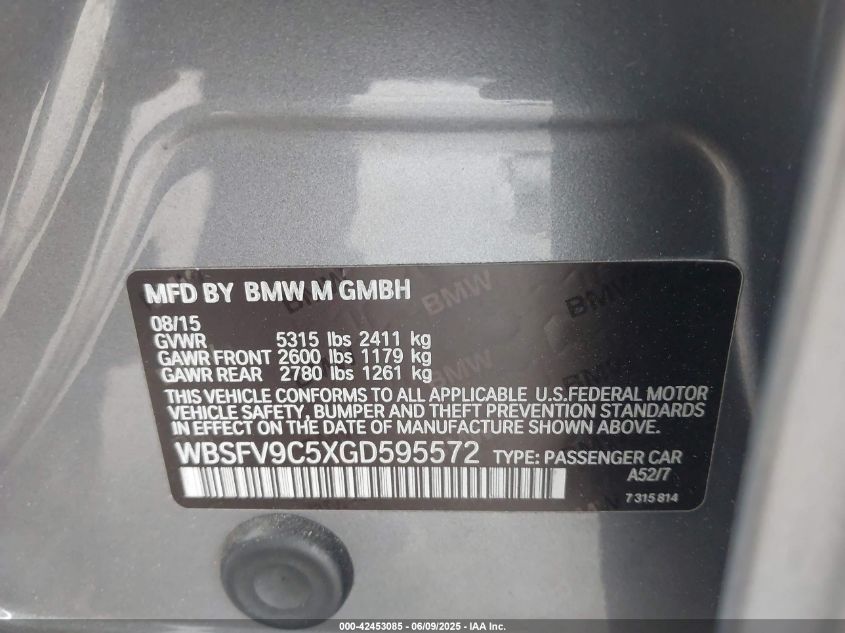 MFD BY BMW M GMBH
08/15
GVWR 5315 lbs 2411 kg
GAWR FRONT 2600 lbs 1179 kg
GAWR REAR 2780 lbs 1261 kg
THIS VEHICLE CONFORMS TO ALL APPLICABLE U.S.FEDERAL MOTOR
VEHICLE SAFETY, BUMPER AND THEFT PREVENTION STANDARDS
IN EFFECT ON THE DATE OF MANUFACTURE SHOWN ABOVE.
WBSFV9C5XGD595572 TYPE: PASSENGER CAR
A52/7
7 315 814
000-42453085 - 06/09/2025 - IAA Inc.